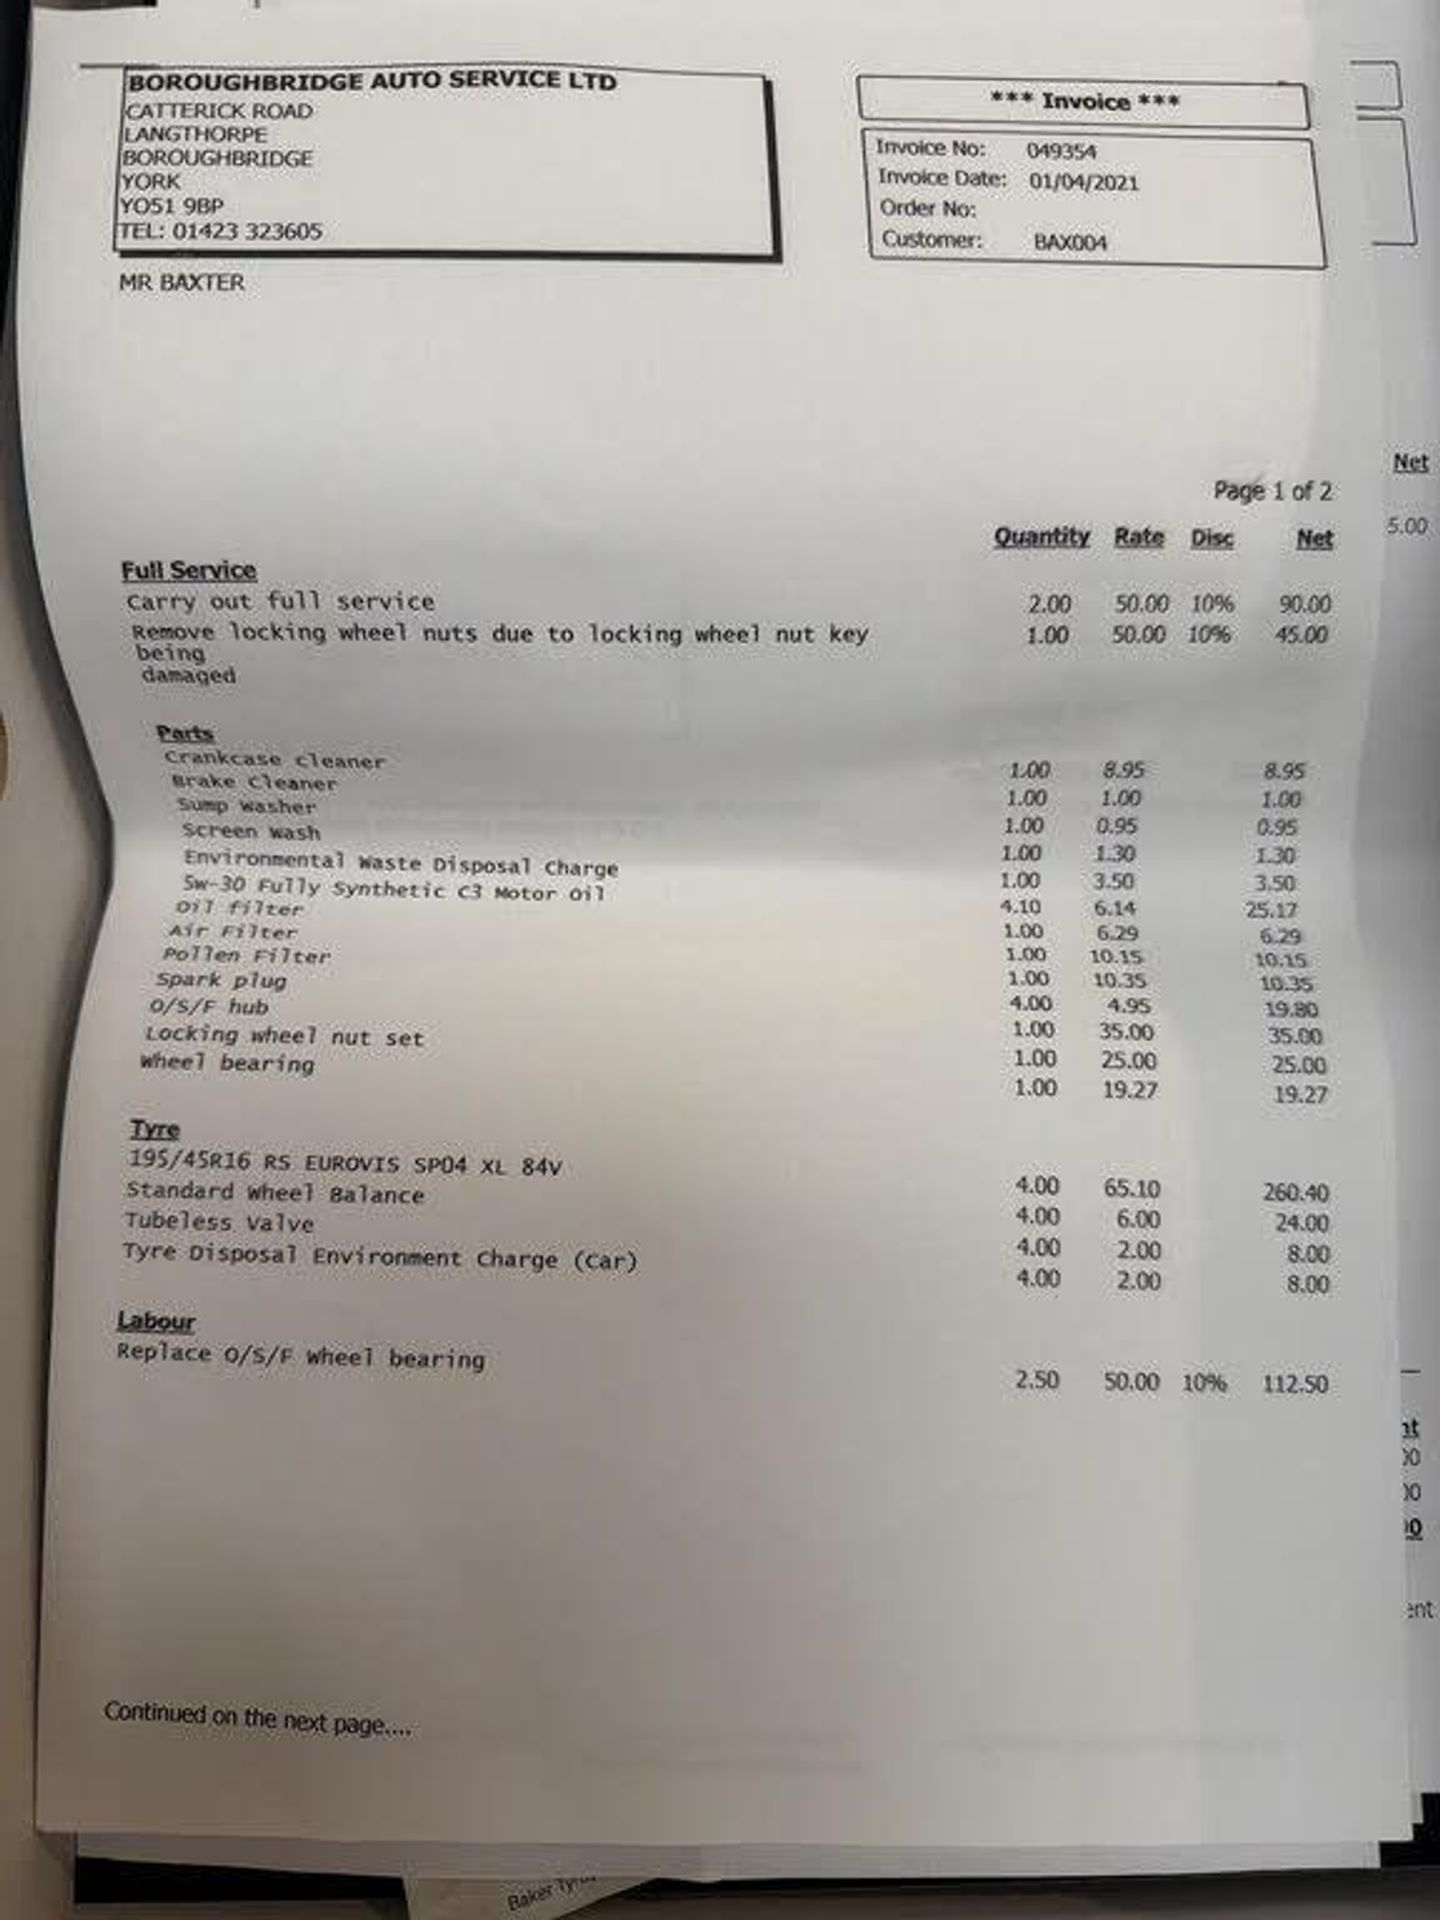 BOROUGHBRIDGE AUTO SERVICE LTD
CATTERICK ROAD
LANGTHORPE
BOROUGHBRIDGE
YORK
YO51 9BP
TEL: 01423 323605
*** Invoice ***
Invoice No: 049354
Invoice Date: 01/04/2021
Order No:
Customer: BAX004
MR BAXTER
Net
5.00
Page 1 of 2
Quantity Rate Disc Net
Full Service
Carry out full service 2.00 50.00 10% 90.00
Remove locking wheel nuts due to locking wheel nut key 1.00 50.00 10% 45.00
being
damaged
Parts
Crankcase cleaner 1.00 8.95 8.95
Brake Cleaner 1.00 1.00 1.00
Sump Washer 1.00 0.95 0.95
Screen Wash 1.00 1.30 1.30
Environmental Waste Disposal Charge 1.00 3.50 3.50
5w-30 Fully Synthetic C3 Motor Oil 4.10 6.14 25.17
Oil filter 1.00 6.29 6.29
Air Filter 1.00 10.15 10.15
Pollen Filter 1.00 10.35 10.35
Spark plug 4.00 4.95 19.80
O/S/F hub 1.00 35.00 35.00
Locking wheel nut set 1.00 25.00 25.00
Wheel bearing 1.00 19.27 19.27
Tyre
195/45R16 RS EUROVIS SP04 XL 84V 4.00 65.10 260.40
Standard Wheel Balance 4.00 6.00 24.00
Tubeless Valve 4.00 2.00 8.00
Tyre Disposal Environment Charge (Car) 4.00 2.00 8.00
Labour
Replace O/S/F Wheel bearing 2.50 50.00 10% 112.50
Continued on the next page....
Baker